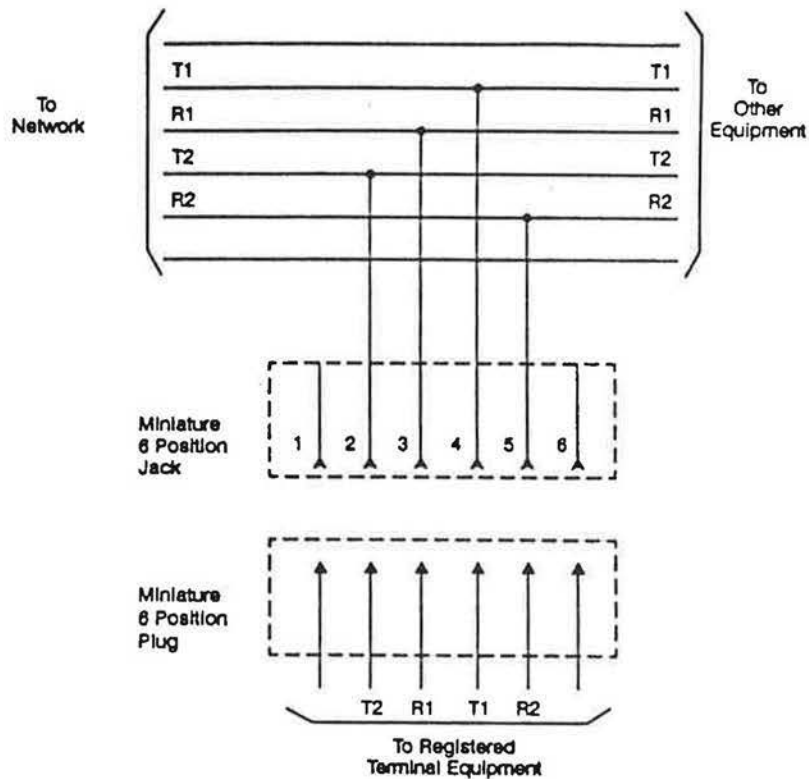 To
Network
T1
R1
T2
R2
T1
R1
T2
R2
To
Other
Equipment
Miniature
6 Position
Jack
1 2 3 4 5 6
Miniature
6 Position
Plug
T2 R1 T1 R2
To Registered
Terminal Equipment